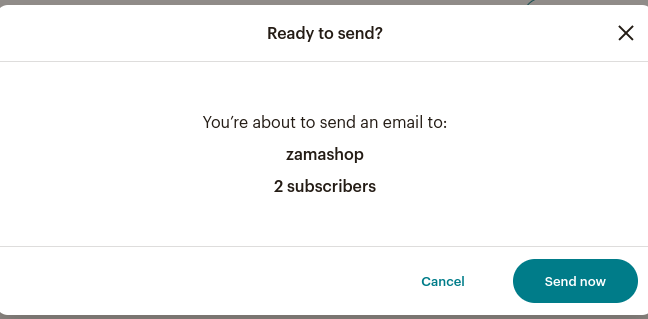 Ready to send?
You’re about to send an email to:
zamashop
2 subscribers
Cancel
Send now